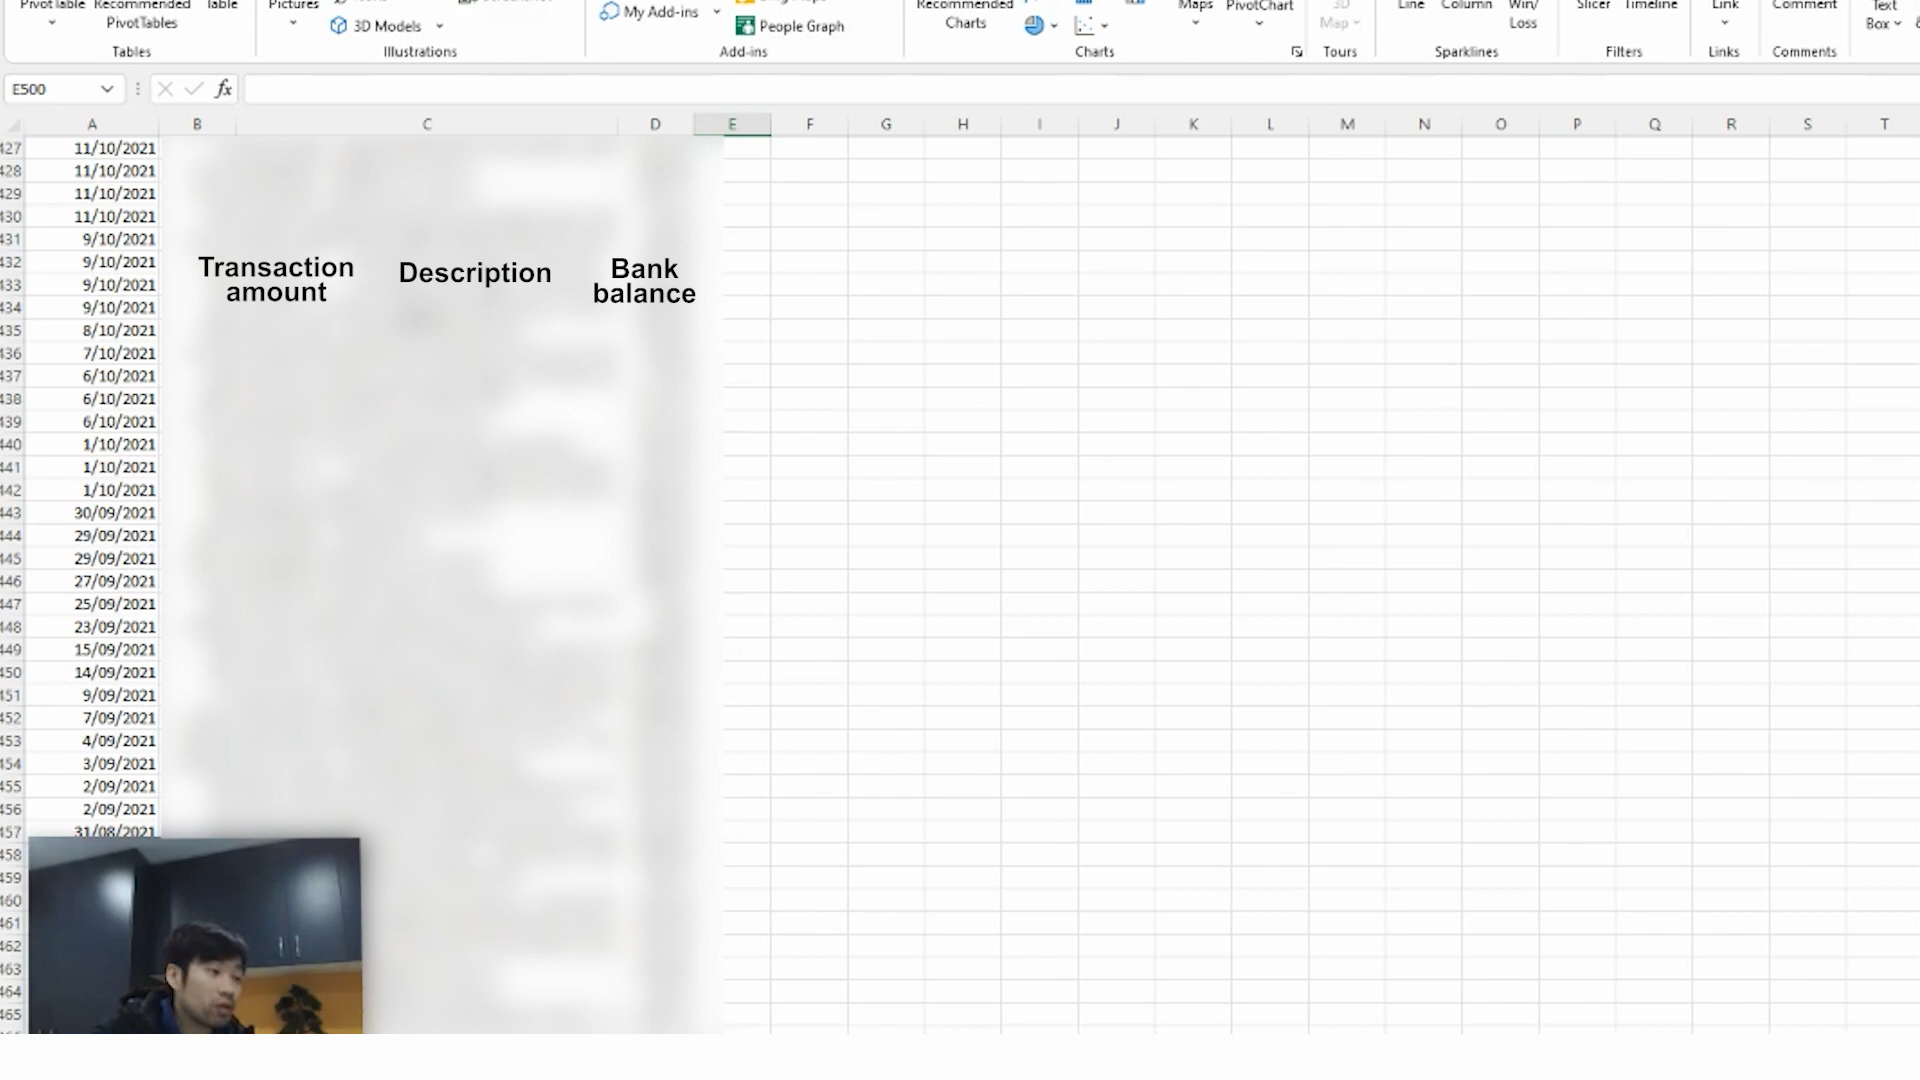 PivotTable Recommended Table
PivotTables
Tables
Pictures
3D Models
Illustrations
My Add-ins
People Graph
Add-ins
Recommended
Charts
Maps PivotChart
Charts
3D
Map
Tours
Line Column Win/
Loss
Sparklines
Slicer Timeline
Filters
Link
Links
Comment
Comments
Text
Box
E500
fx
A B C D E F G H I J K L M N O P Q R S T
427 11/10/2021
428 11/10/2021
429 11/10/2021
430 11/10/2021
431 9/10/2021
432 9/10/2021
433 9/10/2021
434 9/10/2021
435 8/10/2021
436 7/10/2021
437 6/10/2021
438 6/10/2021
439 6/10/2021
440 1/10/2021
441 1/10/2021
442 1/10/2021
443 30/09/2021
444 29/09/2021
445 29/09/2021
446 27/09/2021
447 25/09/2021
448 23/09/2021
449 15/09/2021
450 14/09/2021
451 9/09/2021
452 7/09/2021
453 4/09/2021
454 3/09/2021
455 2/09/2021
456 2/09/2021
457 31/08/2021
458
459
460
461
462
463
464
465
Transaction
amount
Description
Bank
balance